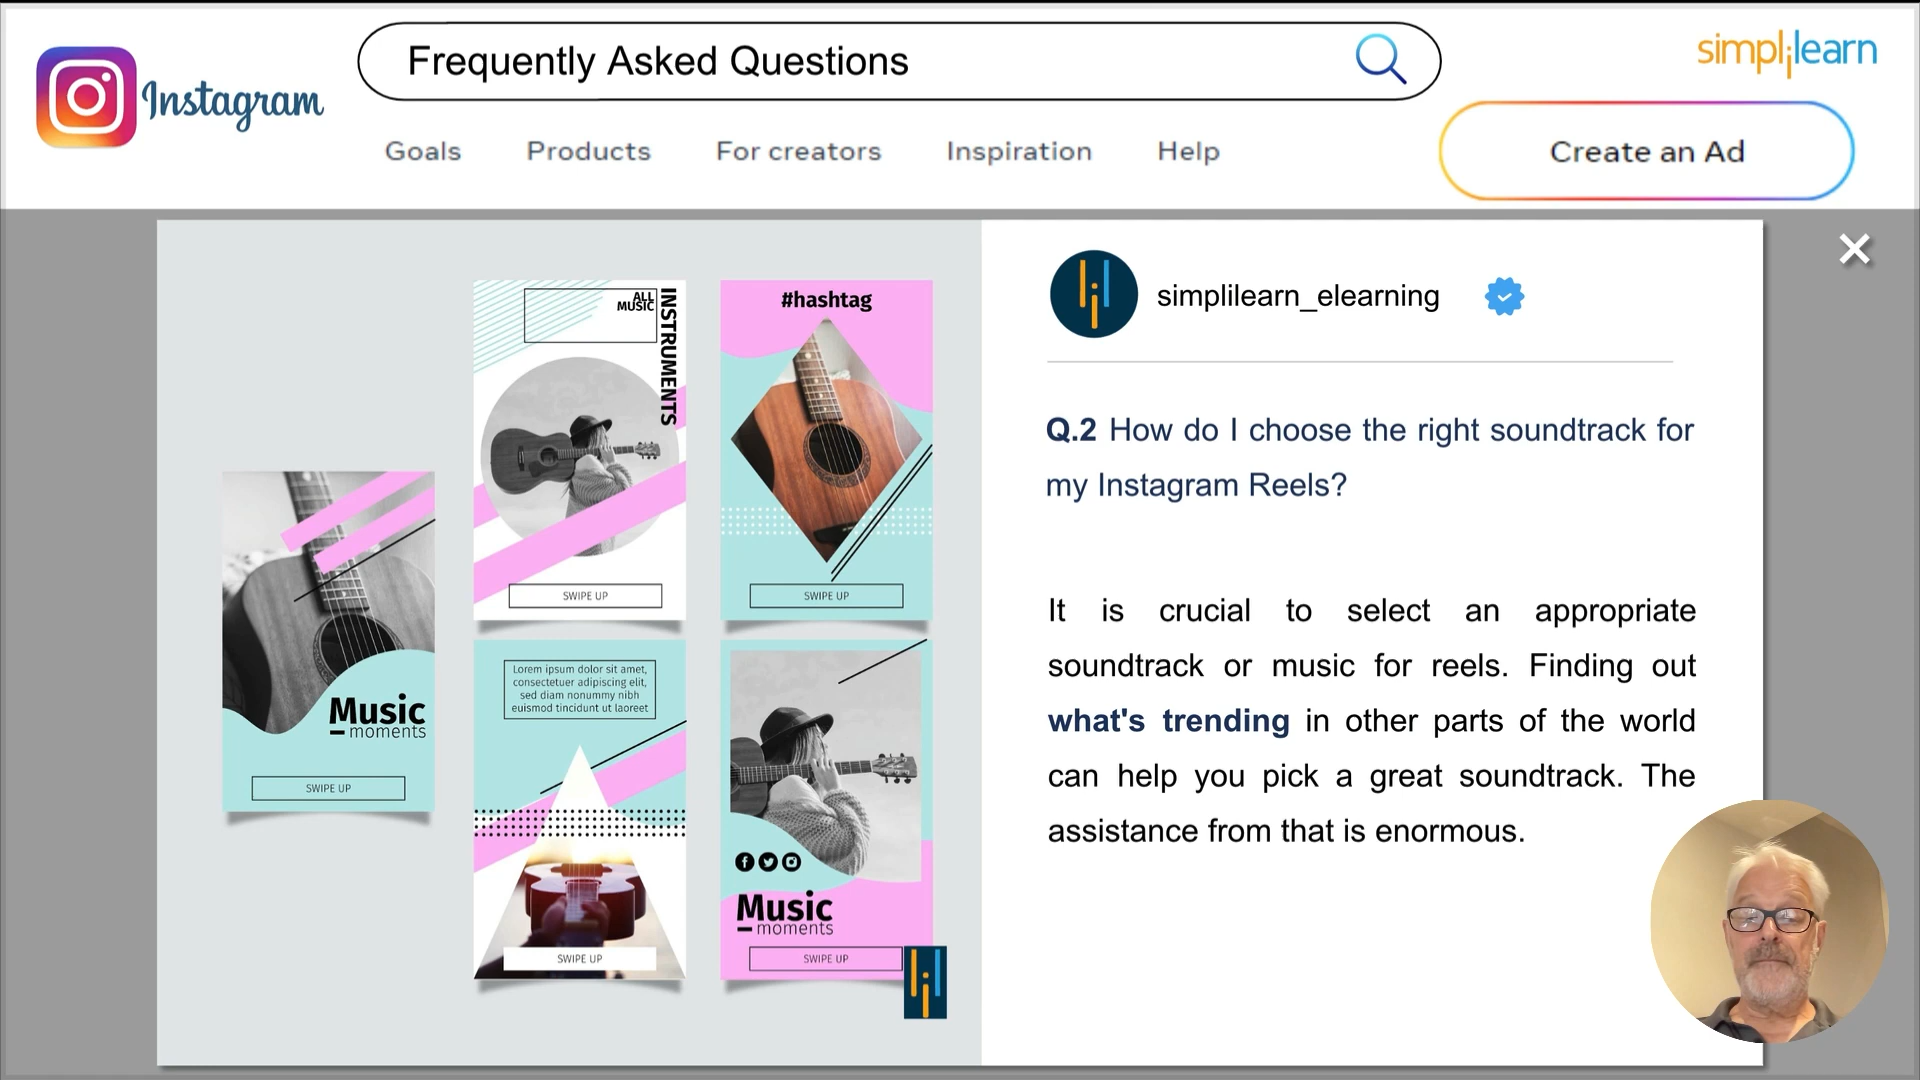 Instagram
Frequently Asked Questions
simplilearn
Goals
Products
For creators
Inspiration
Help
Create an Ad
ALL
MUSIC
INSTRUMENTS
SWIPE UP
#hashtag
SWIPE UP
Music
moments
SWIPE UP
Lorem ipsum dolor sit amet,
consectetuer adipiscing elit,
sed diam nonummy nibh
euismod tincidunt ut laoreet
SWIPE UP
Music
moments
SWIPE UP
simplilearn_elearning
Q.2 How do I choose the right soundtrack for
my Instagram Reels?
It is crucial to select an appropriate
soundtrack or music for reels. Finding out
what's trending in other parts of the world
can help you pick a great soundtrack. The
assistance from that is enormous.